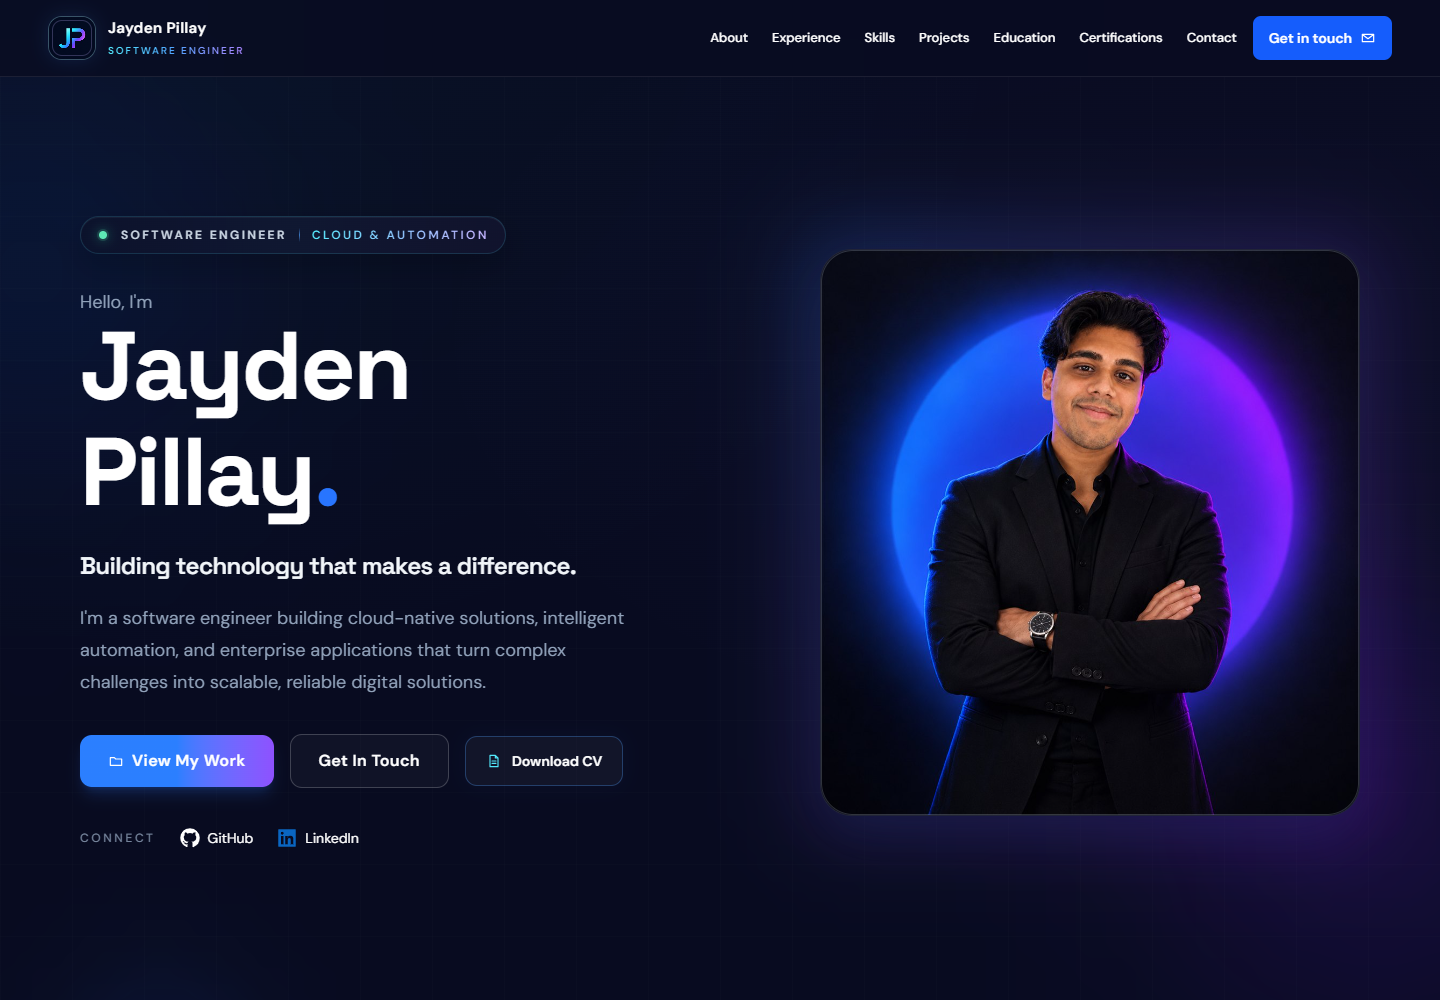 JP
Jayden Pillay
SOFTWARE ENGINEER
About Experience Skills Projects Education Certifications Contact Get in touch
SOFTWARE ENGINEER CLOUD & AUTOMATION
Hello, I'm
Jayden
Pillay.
Building technology that makes a difference.
I'm a software engineer building cloud-native solutions, intelligent
automation, and enterprise applications that turn complex
challenges into scalable, reliable digital solutions.
View My Work Get In Touch Download CV
CONNECT GitHub LinkedIn